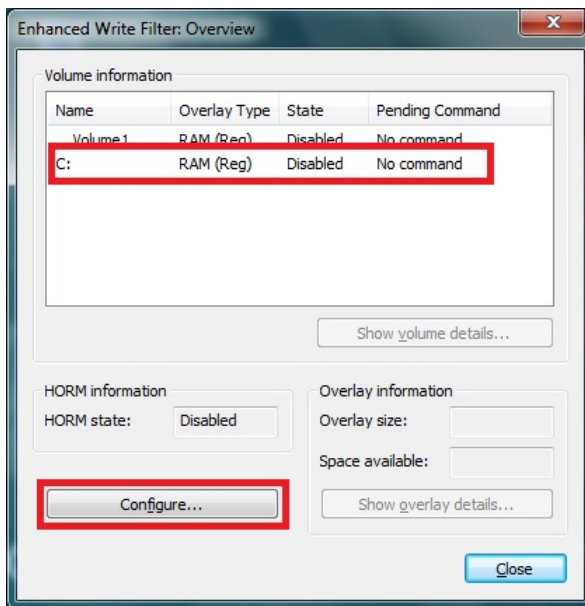 Enhanced Write Filter: Overview
Volume information
Name Overlay Type State Pending Command
Volume1 RAM (Reg) Disabled No command
C: RAM (Reg) Disabled No command
Show volume details...
HORM information
HORM state: Disabled
Overlay information
Overlay size:
Space available:
Configure...
Show overlay details...
Close